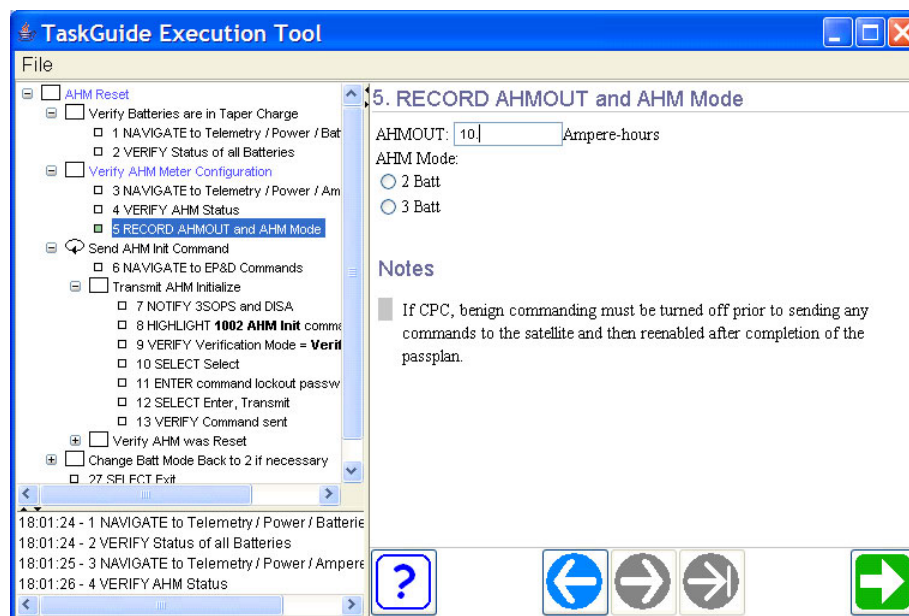 TaskGuide Execution Tool
File
AHM Reset
Verify Batteries are in Taper Charge
1 NAVIGATE to Telemetry / Power / Bat
2 VERIFY Status of all Batteries
Verify AHM Meter Configuration
3 NAVIGATE to Telemetry / Power / Am
4 VERIFY AHM Status
5 RECORD AHMOUT and AHM Mode
Send AHM Init Command
6 NAVIGATE to EP&D Commands
Transmit AHM Initialize
7 NOTIFY 3SOPS and DISA
8 HIGHLIGHT 1002 AHM Init comma
9 VERIFY Verification Mode = Verif
10 SELECT Select
11 ENTER command lockout passw
12 SELECT Enter, Transmit
13 VERIFY Command sent
Verify AHM was Reset
Change Batt Mode Back to 2 if necessary
27 SELECT Exit
18:01:24 - 1 NAVIGATE to Telemetry / Power / Batterie
18:01:24 - 2 VERIFY Status of all Batteries
18:01:25 - 3 NAVIGATE to Telemetry / Power / Ampere
18:01:26 - 4 VERIFY AHM Status
5. RECORD AHMOUT and AHM Mode
AHMOUT: 10. Ampere-hours
AHM Mode:
2 Batt
3 Batt
Notes
If CPC, benign commanding must be turned off prior to sending any
commands to the satellite and then reenabled after completion of the
passplan.
?